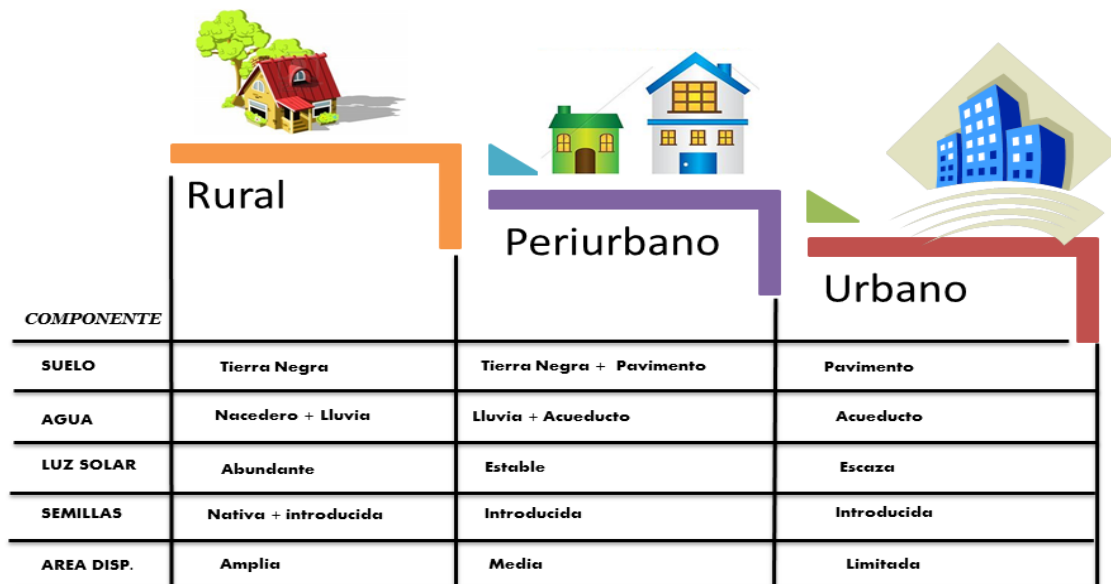 Rural
Periurbano
Urbano
COMPONENTE
SUELO Tierra Negra Tierra Negra + Pavimento Pavimento
AGUA Nacedero + Lluvia Lluvia + Acueducto Acueducto
LUZ SOLAR Abundante Estable Escaza
SEMILLAS Nativa + introducida Introducida Introducida
AREA DISP. Amplia Media Limitada